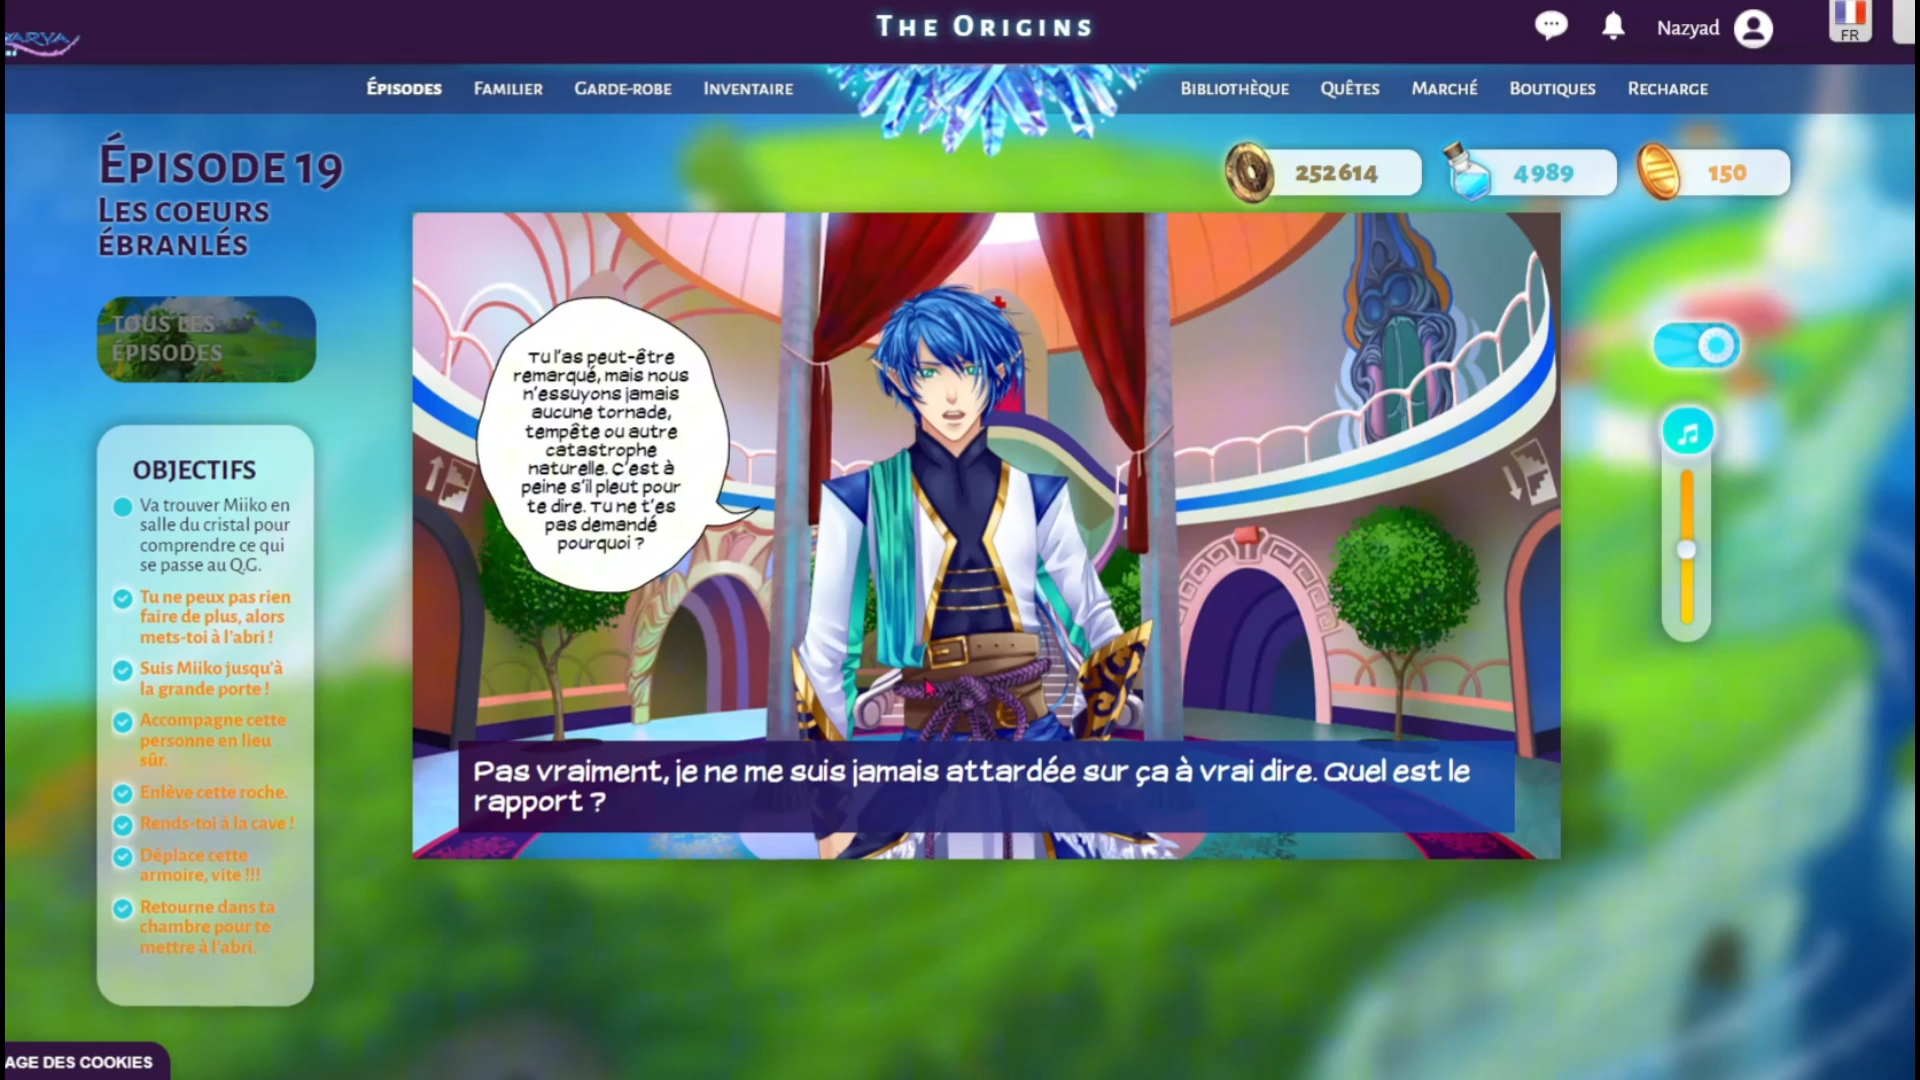 ARYA
The Origins
Nazyad
FR
Épisodes
Familier
Garde-robe
Inventaire
Bibliothèque
Quêtes
Marché
Boutiques
Recharge
Épisode 19
Les coeurs
ébranlés
252614
4989
150
TOUS LES
ÉPISODES
OBJECTIFS
Va trouver Miiko en
salle du cristal pour
comprendre ce qui
se passe au Q.G.
Tu ne peux pas rien
faire de plus, alors
mets-toi à l'abri !
Suis Miiko jusqu'à
la grande porte !
Accompagne cette
personne en lieu
sûr.
Enlève cette roche.
Rends-toi à la cave !
Déplace cette
armoire, vite !!!
Retourne dans ta
chambre pour te
mettre à l'abri.
Tu l'as peut-être
remarqué, mais nous
n'essuyons jamais
aucune tornade,
tempête ou autre
catastrophe
naturelle. C'est à
peine s'il pleut pour
te dire. Tu ne t'es
pas demandé
pourquoi ?
Pas vraiment, je ne me suis jamais attardée sur ça à vrai dire. Quel est le
rapport ?
AGE DES COOKIES